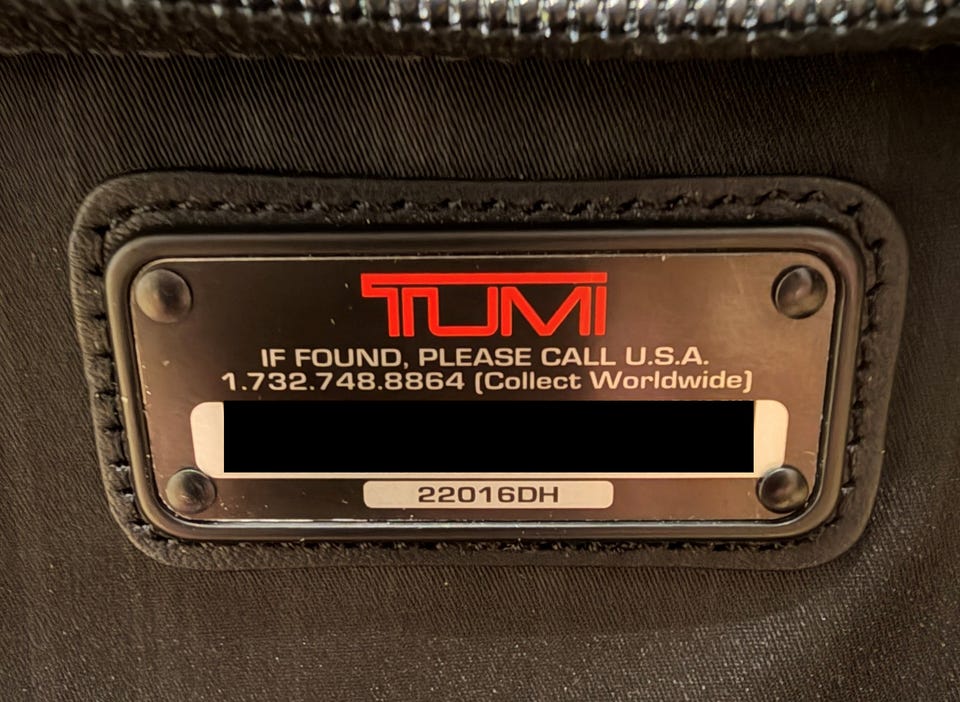 TUMI
IF FOUND, PLEASE CALL U.S.A.
1.732.748.8864 (Collect Worldwide)
22016DH